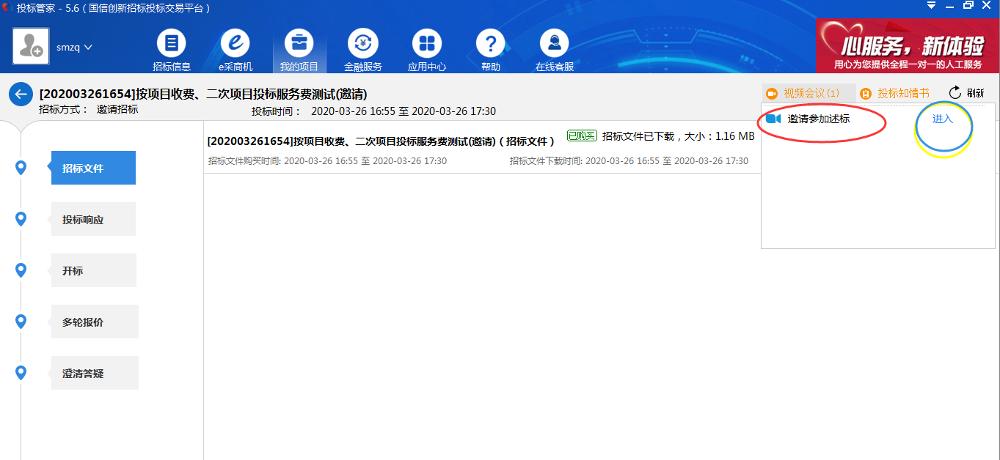 投标管家 - 5.6（国信创新招标投标交易平台）
smzq
招标信息
e采商机
我的项目
金融服务
应用中心
帮助
在线客服
心服务，新体验
用心为您提供全程一对一的人工服务
[202003261654]按项目收费、二次项目投标服务费测试(邀请)
招标方式： 邀请招标
投标时间： 2020-03-26 16:55 至 2020-03-26 17:30
视频会议(1)
投标知情书
刷新
邀请参加述标
进入
[202003261654]按项目收费、二次项目投标服务费测试(邀请)（招标文件）
已购买
招标文件已下载，大小：1.16 MB
招标文件购买时间: 2020-03-26 16:55 至 2020-03-26 17:30
招标文件下载时间: 2020-03-26 16:55 至 2020-03-26 17:30
招标文件
投标响应
开标
多轮报价
澄清答疑